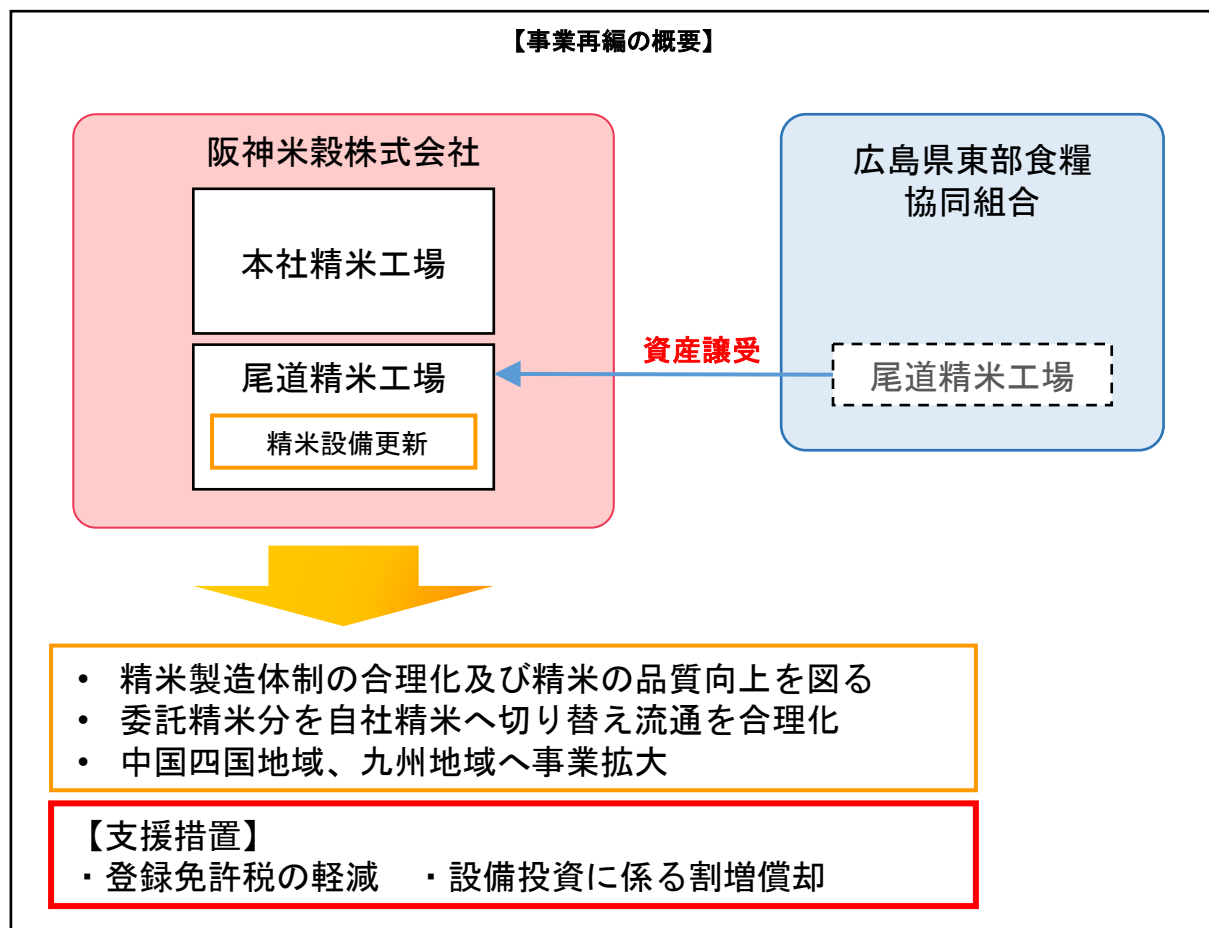 【事業再編の概要】
阪神米穀株式会社
本社精米工場
尾道精米工場
精米設備更新
資産譲受
広島県東部食糧
協同組合
尾道精米工場
• 精米製造体制の合理化及び精米の品質向上を図る
• 委託精米分を自社精米へ切り替え流通を合理化
• 中国四国地域、九州地域へ事業拡大
【支援措置】
・登録免許税の軽減　・設備投資に係る割増償却